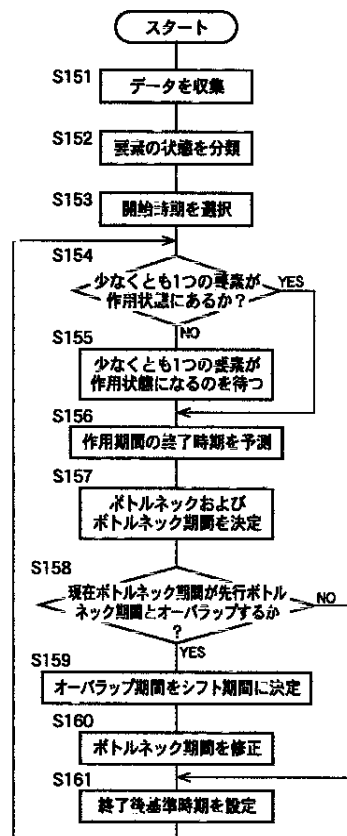 スタート
S151
データを収集
S152
要素の状態を分類
S153
開始時期を選択
S154
少なくとも1つの要素が
作用状態にあるか?
YES
NO
S155
少なくとも1つの要素が
作用状態になるのを待つ
S156
作用期間の終了時期を予測
S157
ボトルネックおよび
ボトルネック期間を決定
S158
現在ボトルネック期間が先行ボトル
ネック期間とオーバラップするか
?
NO
YES
S159
オーバラップ期間をシフト期間に決定
S160
ボトルネック期間を修正
S161
終了後基準時期を設定